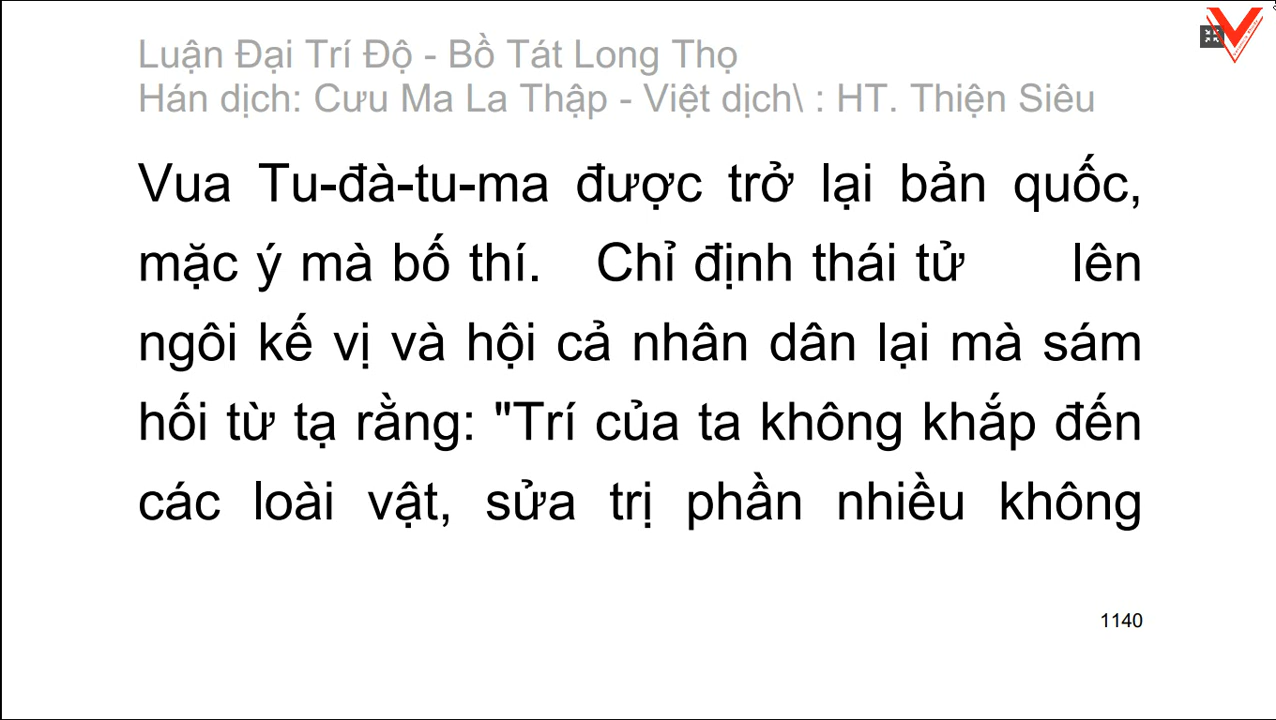 Luận Đại Trí Độ - Bồ Tát Long Thọ
Hán dịch: Cưu Ma La Thập - Việt dịch\ : HT. Thiện Siêu
Vua Tu-đà-tu-ma được trở lại bản quốc,
mặc ý mà bố thí. Chỉ định thái tử lên
ngôi kế vị và hội cả nhân dân lại mà sám
hối từ tạ rằng: "Trí của ta không khắp đến
các loài vật, sửa trị phần nhiều không
1140